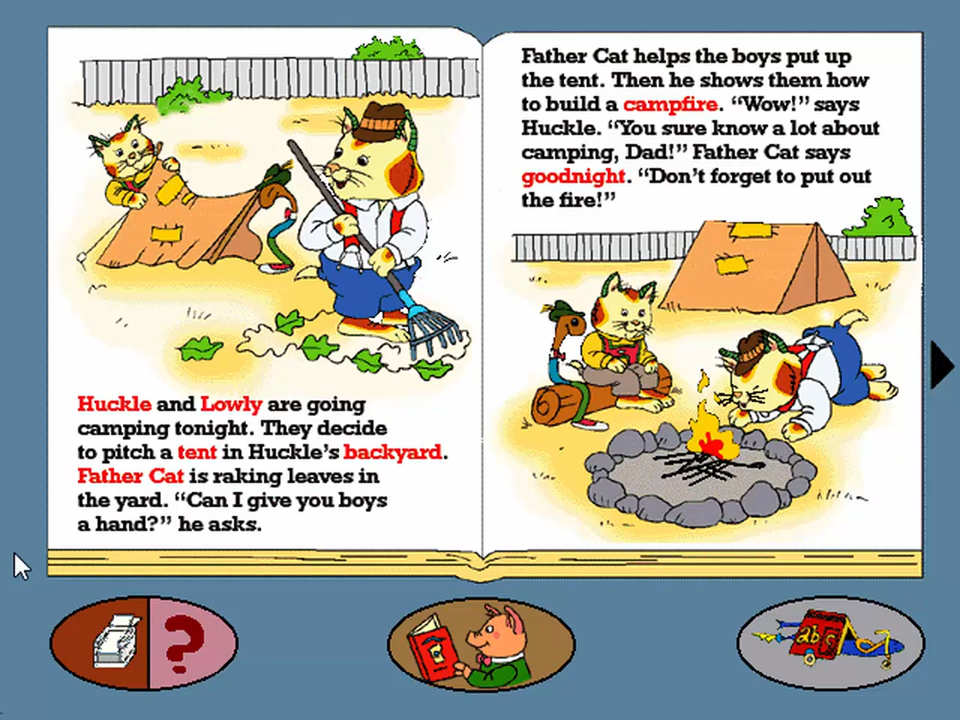 Huckle and Lowly are going
camping tonight. They decide
to pitch a tent in Huckle's backyard.
Father Cat is raking leaves in
the yard. “Can I give you boys
a hand?” he asks.
Father Cat helps the boys put up
the tent. Then he shows them how
to build a campfire. “Wow!” says
Huckle. “You sure know a lot about
camping, Dad!” Father Cat says
goodnight. “Don't forget to put out
the fire!”
?
abc